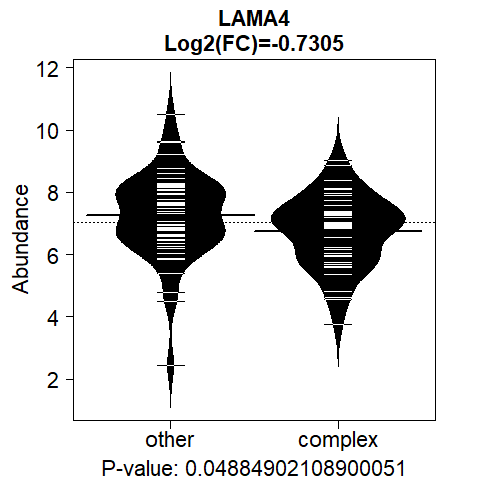 LAMA4
Log2(FC)=-0.7305
Abundance
12
10
8
6
4
2
other complex
P-value: 0.04884902108900051